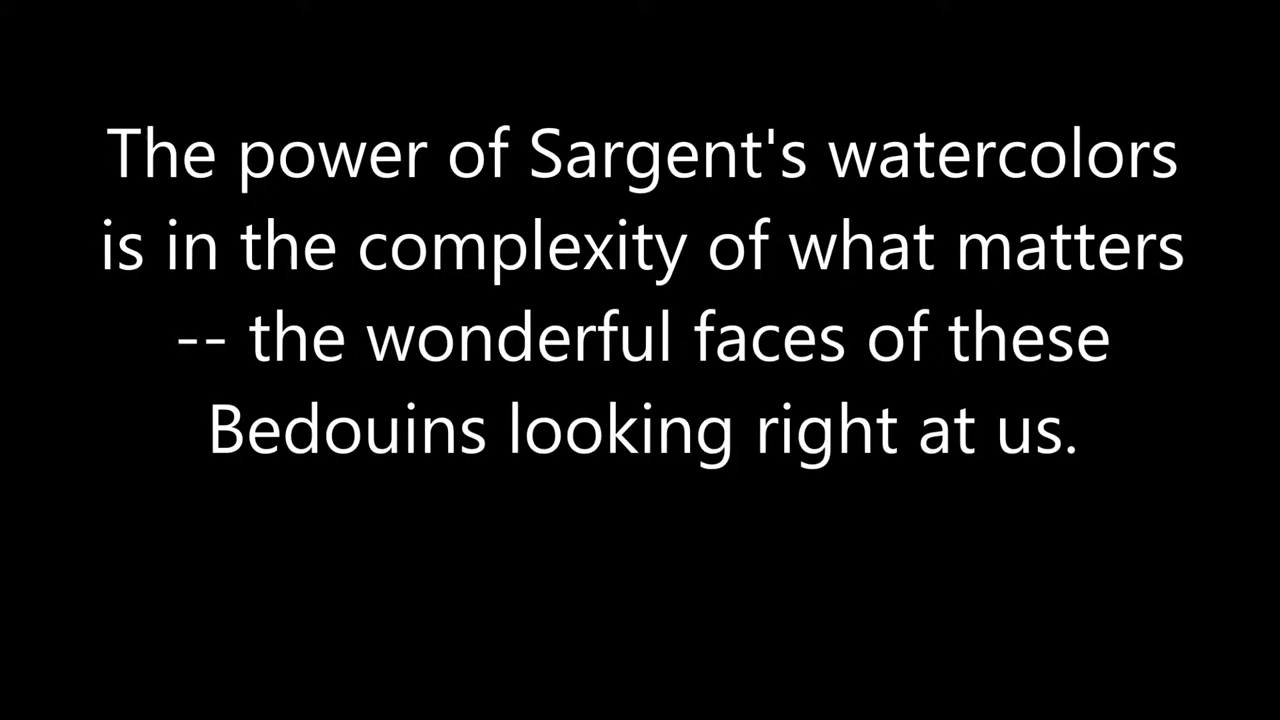 The power of Sargent's watercolors
is in the complexity of what matters
-- the wonderful faces of these
Bedouins looking right at us.